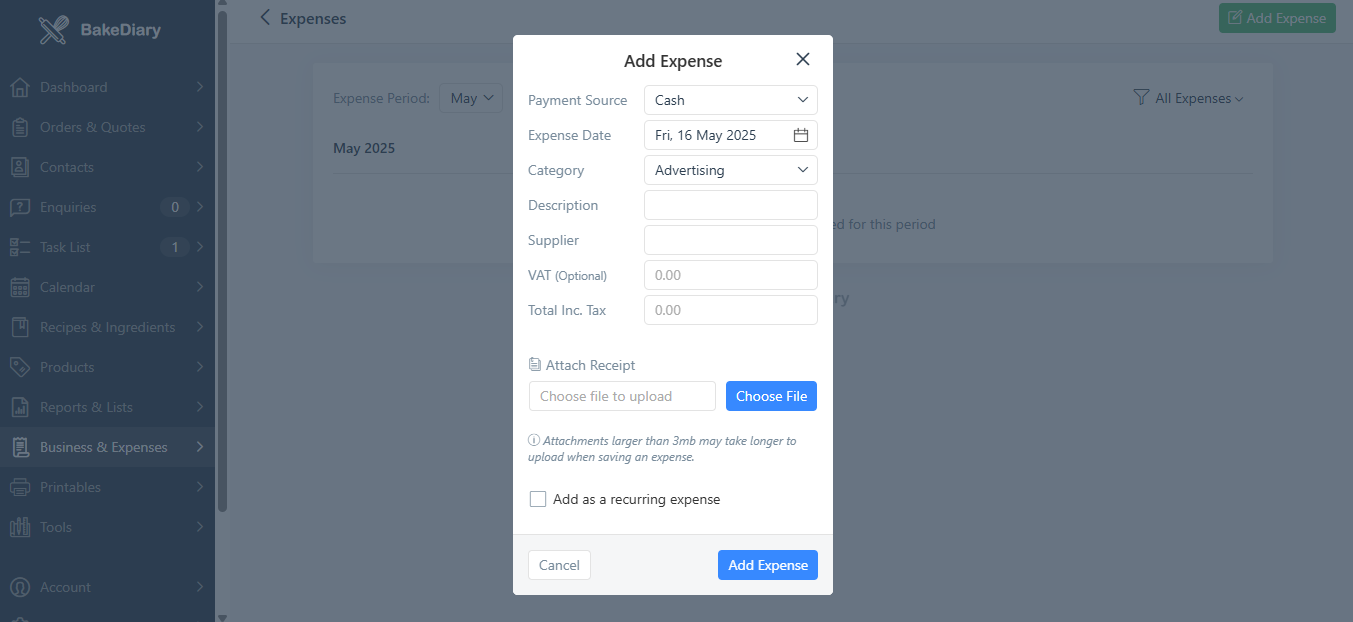 BakeDiary
Dashboard
Orders & Quotes
Contacts
Enquiries 0
Task List 1
Calendar
Recipes & Ingredients
Products
Reports & Lists
Business & Expenses
Printables
Tools
Account
Expenses
Add Expense
Expense Period: May
All Expenses
May 2025
ed for this period
ry
Add Expense
Payment Source Cash
Expense Date Fri, 16 May 2025
Category Advertising
Description
Supplier
VAT (Optional) 0.00
Total Inc. Tax 0.00
Attach Receipt
Choose file to upload Choose File
Attachments larger than 3mb may take longer to
upload when saving an expense.
Add as a recurring expense
Cancel Add Expense